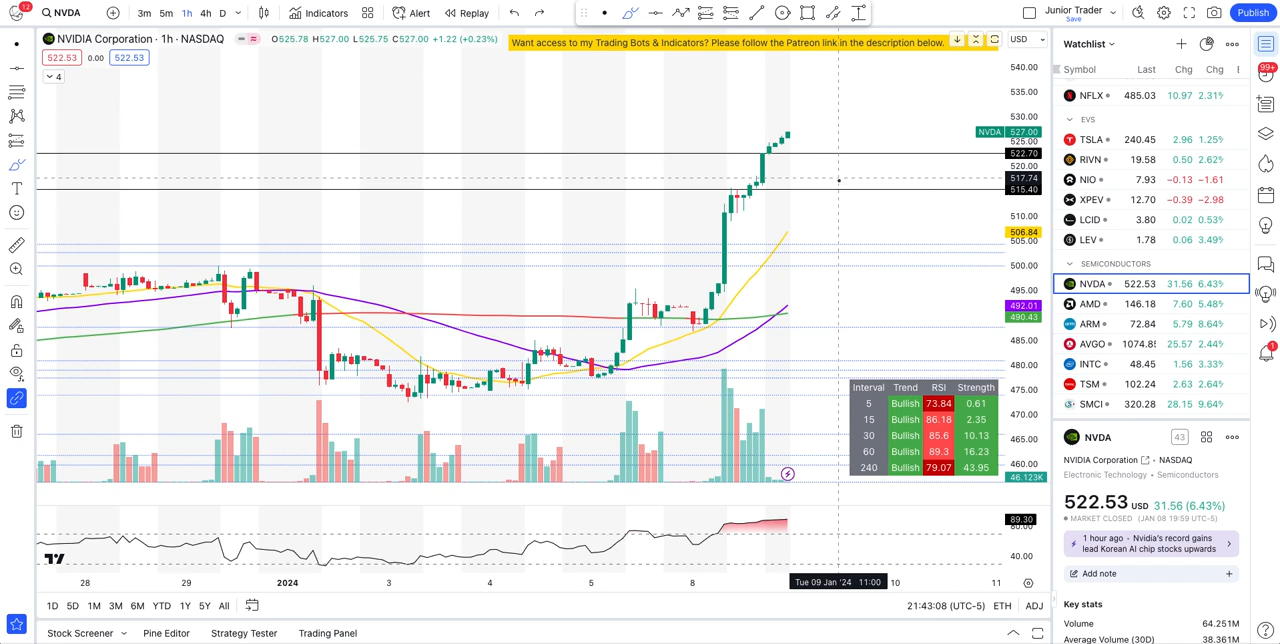 12
NVDA
3m 5m 1h 4h D
Indicators
Alert
Replay
Junior Trader
Save
Publish
NVIDIA Corporation · 1h · NASDAQ
O525.78 H527.00 L525.75 C527.00 +1.22 (+0.23%)
Want access to my Trading Bots & Indicators? Please follow the Patreon link in the description below.
USD
522.53 0.00 522.53
4
540.00
535.00
530.00
NVDA 527.00
525.00
522.70
517.74
515.40
510.00
506.84
505.00
500.00
495.00
492.01
490.43
485.00
480.00
475.00
470.00
465.00
460.00
46.123K
Interval Trend RSI Strength
5 Bullish 73.84 0.61
15 Bullish 86.18 2.35
30 Bullish 85.6 10.13
60 Bullish 89.3 16.23
240 Bullish 79.07 43.95
89.30
80.00
40.00
28 29 2024 3 4 5 8 Tue 09 Jan '24 11:00 10 11
1D 5D 1M 3M 6M YTD 1Y 5Y All
21:43:08 (UTC-5) ETH ADJ
Stock Screener Pine Editor Strategy Tester Trading Panel
Watchlist
Symbol Last Chg Chg
NFLX 485.03 10.97 2.31%
EVS
TSLA 240.45 2.96 1.25%
RIVN 19.58 0.50 2.62%
NIO 7.93 −0.13 −1.61
XPEV 12.70 −0.39 −2.98
LCID 3.80 0.02 0.53%
LEV 1.78 0.06 3.49%
SEMICONDUCTORS
NVDA 522.53 31.56 6.43%
AMD 146.18 7.60 5.48%
ARM 72.84 5.79 8.64%
AVGO 1074.85 25.57 2.44%
INTC 48.45 1.56 3.33%
TSM 102.24 2.63 2.64%
SMCI 320.28 28.15 9.64%
NVDA
43
NVIDIA Corporation · NASDAQ
Electronic Technology · Semiconductors
522.53 USD 31.56 (6.43%)
MARKET CLOSED (JAN 08 19:59 UTC-5)
1 hour ago · Nvidia's record gains
lead Korean AI chip stocks upwards
Add note
Key stats
Volume 64.251M
Average Volume (30D) 38.361M
99+
1